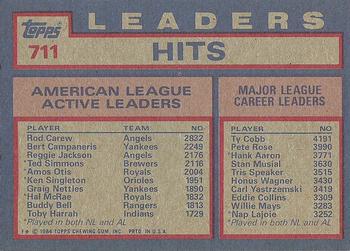 Topps LEADERS
711 HITS
AMERICAN LEAGUE
ACTIVE LEADERS
PLAYER TEAM NO
Rod Carew Angels 2832
Bert Campaneris Yankees 2249
Reggie Jackson Angels 2176
Ted Simmons Brewers 2116
*Amos Otis Royals 2004
*Ken Singleton Orioles 1951
Graig Nettles Yankees 1890
*Hal McRae Royals 1802
Buddy Bell Rangers 1813
Toby Harrah Indians 1729
*Played in both NL and AL
MAJOR LEAGUE
CAREER LEADERS
PLAYER NO
Ty Cobb 4191
Pete Rose 3990
*Hank Aaron 3771
Stan Musial 3630
Tris Speaker 3515
Honus Wagner 3430
Carl Yastrzemski 3419
Eddie Collins 3309
Willie Mays 3283
*Nap Lajoie 3252
*Played in both NL and AL
© 1984 TOPPS CHEWING GUM, INC. PRTD. IN U.S.A.